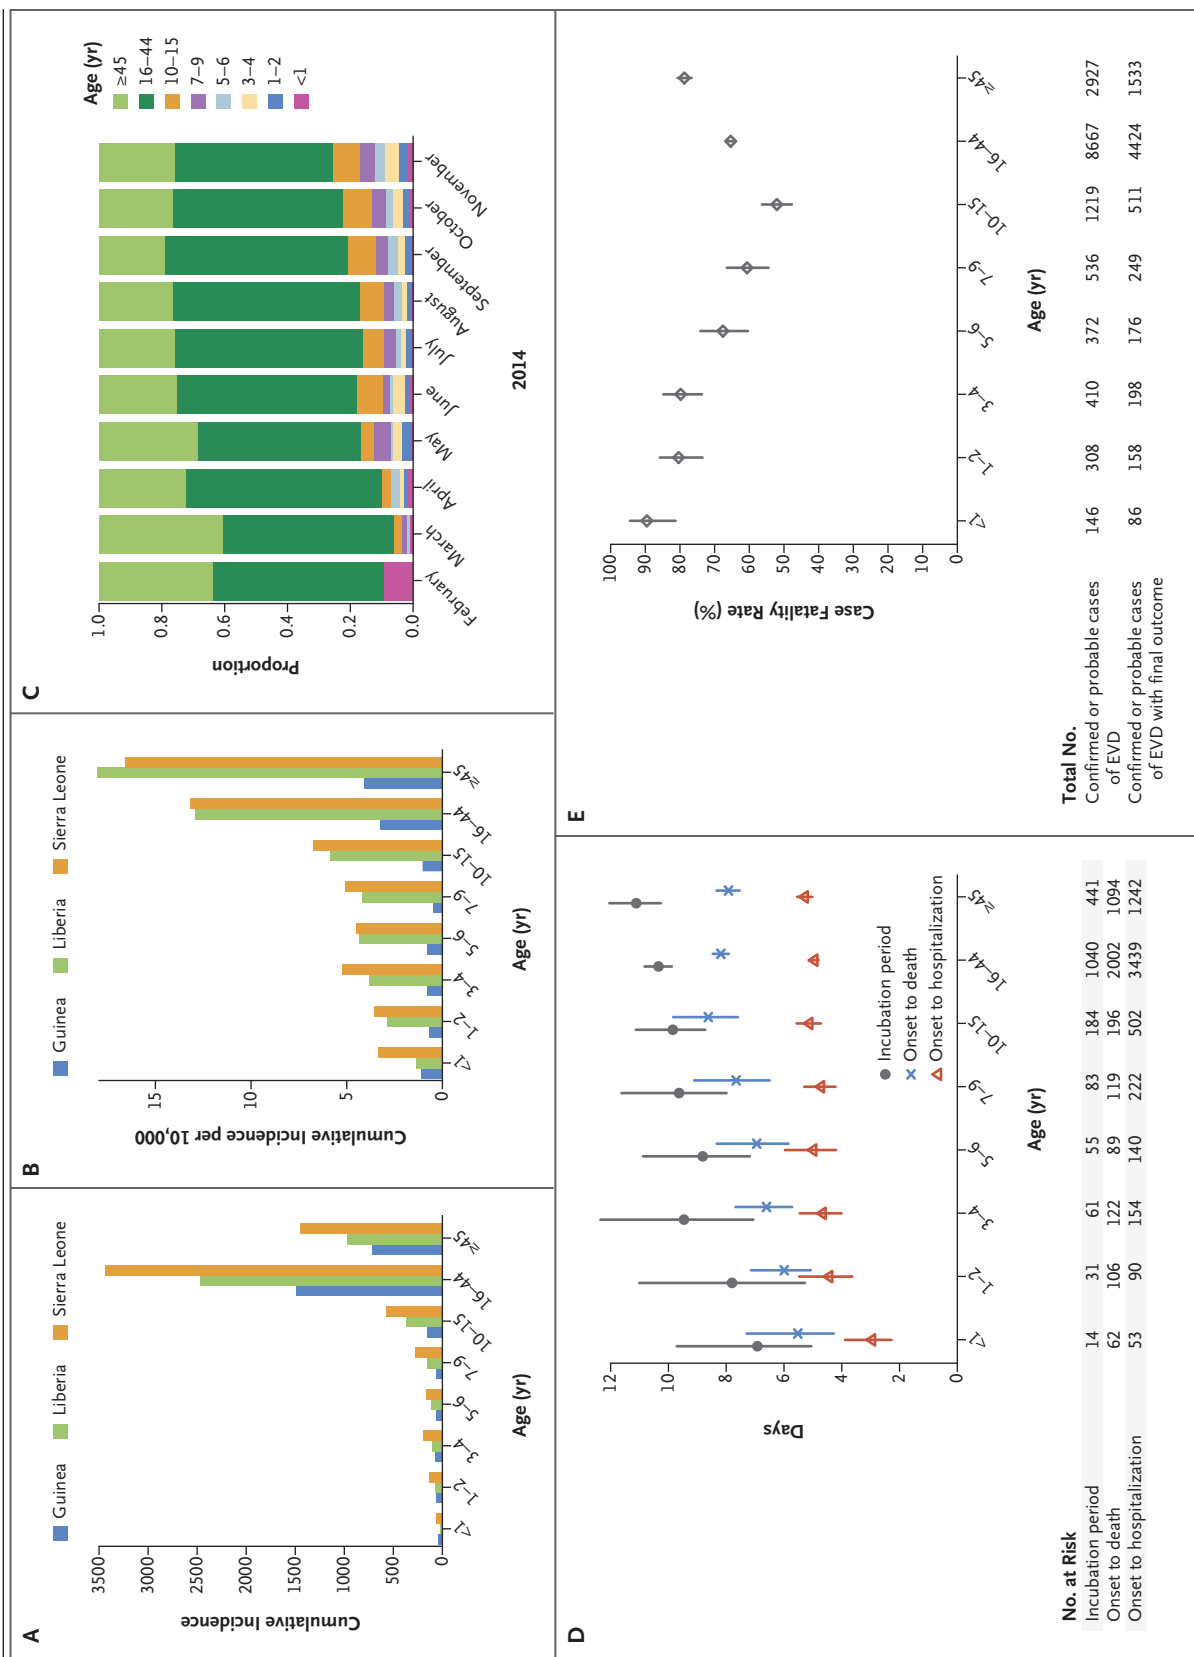 A
Guinea
Liberia
Sierra Leone
Cumulative Incidence
3500
3000
2500
2000
1500
1000
500
0
<1
1–2
3–4
5–6
7–9
10–15
16–44
≥45
Age (yr)
B
Guinea
Liberia
Sierra Leone
Cumulative Incidence per 10,000
15
10
5
0
<1
1–2
3–4
5–6
7–9
10–15
16–44
≥45
Age (yr)
C
Proportion
1.0
0.8
0.6
0.4
0.2
0.0
February
March
April
May
June
July
August
September
October
November
2014
Age (yr)
≥45
16–44
10–15
7–9
5–6
3–4
1–2
<1
D
Days
12
10
8
6
4
2
0
Incubation period
Onset to death
Onset to hospitalization
<1
1–2
3–4
5–6
7–9
10–15
16–44
≥45
Age (yr)
No. at Risk
Incubation period 14 31 61 55 83 184 1040 441
Onset to death 62 106 122 89 119 196 2002 1094
Onset to hospitalization 53 90 154 140 222 502 3439 1242
E
Case Fatality Rate (%)
100
90
80
70
60
50
40
30
20
10
0
<1
1–2
3–4
5–6
7–9
10–15
16–44
≥45
Age (yr)
Total No.
Confirmed or probable cases 146 308 410 372 536 1219 8667 2927
of EVD
Confirmed or probable cases 86 158 198 176 249 511 4424 1533
of EVD with final outcome